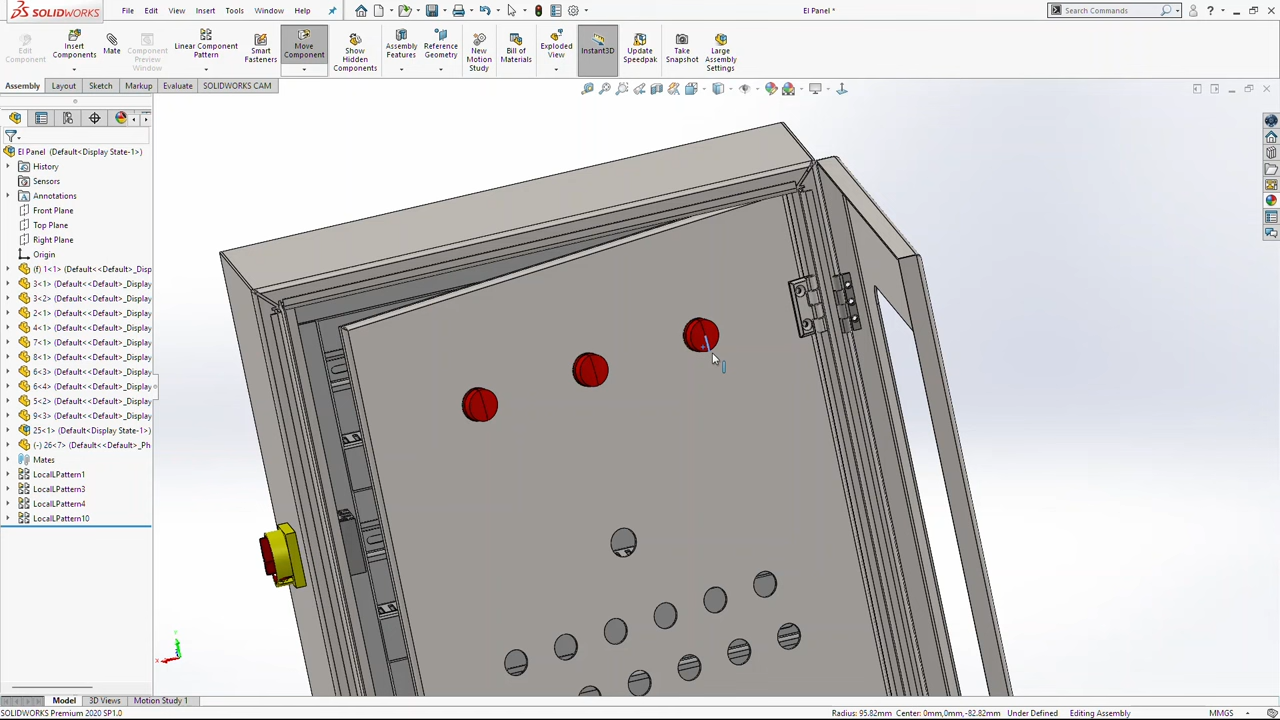 SOLIDWORKS
File Edit View Insert Tools Window Help
El Panel *
Search Commands
Edit Component
Insert Components
Mate
Component Preview Window
Linear Component Pattern
Smart Fasteners
Move Component
Show Hidden Components
Assembly Features
Reference Geometry
New Motion Study
Bill of Materials
Exploded View
Instant3D
Update Speedpak
Take Snapshot
Large Assembly Settings
Assembly Layout Sketch Markup Evaluate SOLIDWORKS CAM
El Panel (Default<Display State-1>)
History
Sensors
Annotations
Front Plane
Top Plane
Right Plane
Origin
(f) 1<1> (Default<<Default>_Disp
3<1> (Default<<Default>_Display
3<2> (Default<<Default>_Display
2<1> (Default<<Default>_Display
4<1> (Default<<Default>_Display
7<1> (Default<<Default>_Display
8<1> (Default<<Default>_Display
6<3> (Default<<Default>_Display
6<4> (Default<<Default>_Display
5<2> (Default<<Default>_Display
9<3> (Default<<Default>_Display
25<1> (Default<Display State-1>)
(-) 26<7> (Default<<Default>_Ph
Mates
LocalLPattern1
LocalLPattern3
LocalLPattern4
LocalLPattern10
Model 3D Views Motion Study 1
SOLIDWORKS Premium 2020 SP1.0
Radius: 95.82mm Center: 0mm,0mm,-82.82mm Under Defined Editing Assembly MMGS